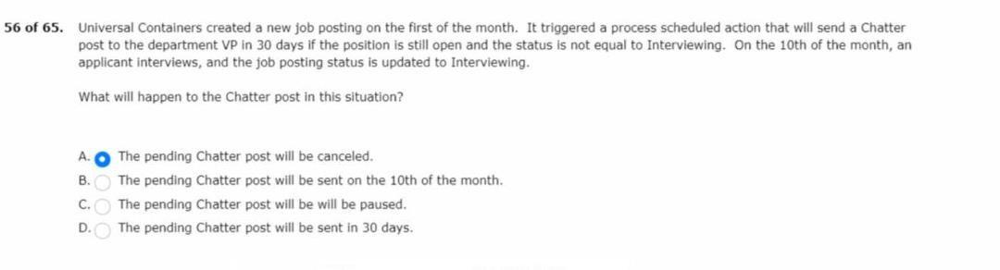 56 of 65. Universal Containers created a new job posting on the first of the month. It triggered a process scheduled action that will send a Chatter
post to the department VP in 30 days if the position is still open and the status is not equal to Interviewing. On the 10th of the month, an
applicant interviews, and the job posting status is updated to Interviewing.
What will happen to the Chatter post in this situation?
A. The pending Chatter post will be canceled.
B. The pending Chatter post will be sent on the 10th of the month.
C. The pending Chatter post will be will be paused.
D. The pending Chatter post will be sent in 30 days.